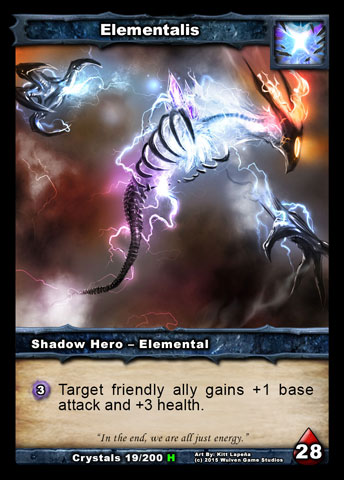 Elementalis
Shadow Hero – Elemental
3 Target friendly ally gains +1 base
attack and +3 health.
"In the end, we are all just energy."
Crystals 19/200 H
Art By: Kitt Lapeña
(c) 2015 Wulven Game Studios
28